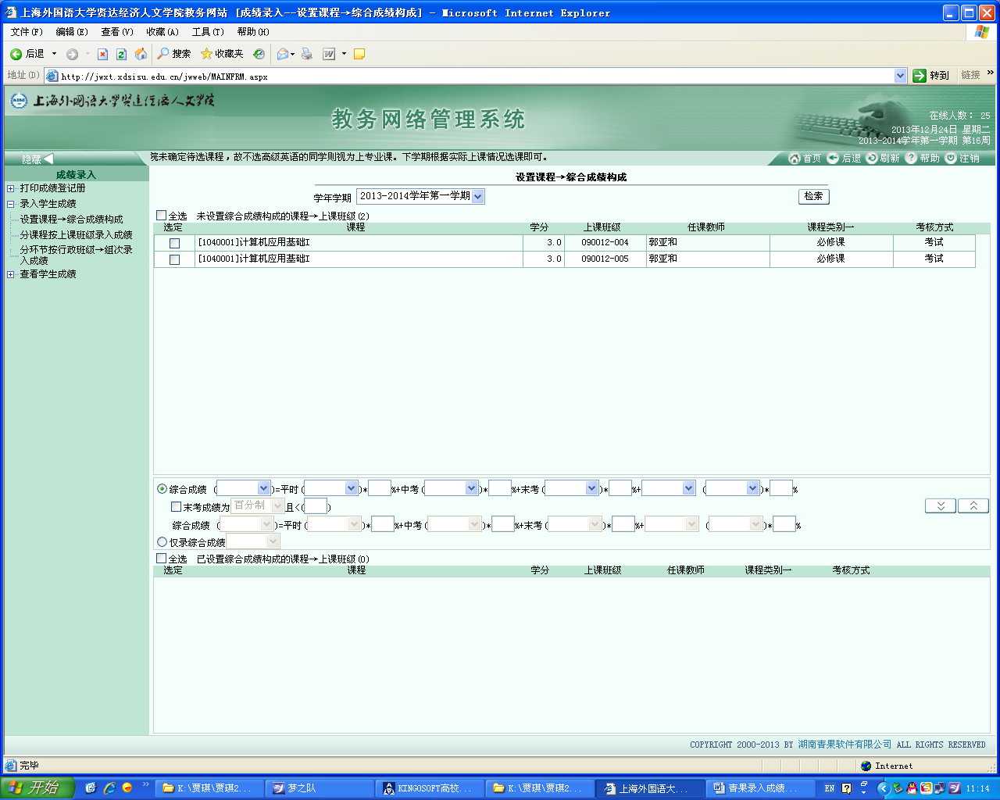 上海外国语大学贤达经济人文学院教务网站 [成绩录入--设置课程→综合成绩构成] - Microsoft Internet Explorer
文件(F) 编辑(E) 查看(V) 收藏(A) 工具(T) 帮助(H)
后退 搜索 收藏夹
地址(D) http://jwxt.xdsisu.edu.cn/jwweb/MAINFRM.aspx 转到 链接 »
上海外国语大学贤达经济人文学院
教务网络管理系统
在线人数： 25
2013年12月24日 星期二
2013-2014学年第一学期 第16周
隐藏 院未确定待选课程，故不选高级英语的同学则视为上专业课。下学期根据实际上课情况选课即可。 首页 后退 刷新 帮助 注销
成绩录入
打印成绩登记册
录入学生成绩
设置课程→综合成绩构成
分课程按上课班级录入成绩
分环节按行政班级→组次录
入成绩
查看学生成绩
设置课程→综合成绩构成
学年学期 2013-2014学年第一学期 检索
全选 未设置综合成绩构成的课程→上课班级(2)
选定 课程 学分 上课班级 任课教师 课程类别一 考核方式
[1040001]计算机应用基础I 3.0 090012-004 郭亚和 必修课 考试
[1040001]计算机应用基础I 3.0 090012-005 郭亚和 必修课 考试
综合成绩 ( )=平时( )* %+中考( )* %+末考( )* %+ ( )* %
末考成绩为 百分制 且<( )
综合成绩 ( )=平时( )* %+中考( )* %+末考( )* %+ ( )* %
仅录综合成绩
全选 已设置综合成绩构成的课程→上课班级(0)
选定 课程 学分 上课班级 任课教师 课程类别一 考核方式
COPYRIGHT 2000-2013 BY 湖南青果软件有限公司 ALL RIGHTS RESERVED
完毕 Internet
开始 » K:\贾琪\贾琪2... 梦之队 KINGOSOFT高校... K:\贾琪\贾琪2... 上海外国语大... 青果录入成绩... EN 11:14